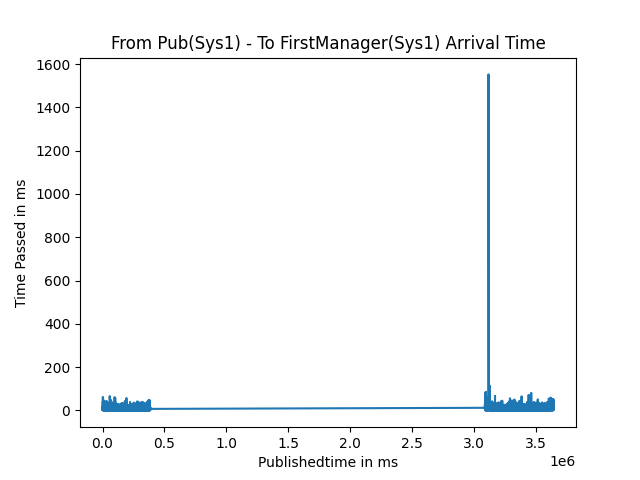 From Pub(Sys1) - To FirstManager(Sys1) Arrival Time
1600
1400
1200
1000
800
600
400
200
0
Time Passed in ms
0.0 0.5 1.0 1.5 2.0 2.5 3.0 3.5
1e6
Publishedtime in ms